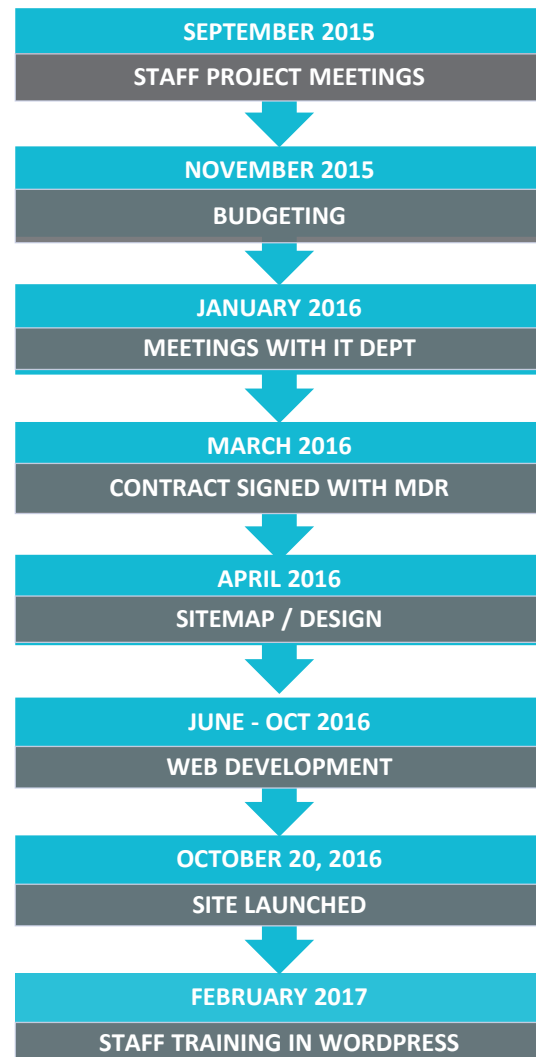 SEPTEMBER 2015
STAFF PROJECT MEETINGS
NOVEMBER 2015
BUDGETING
JANUARY 2016
MEETINGS WITH IT DEPT
MARCH 2016
CONTRACT SIGNED WITH MDR
APRIL 2016
SITEMAP / DESIGN
JUNE - OCT 2016
WEB DEVELOPMENT
OCTOBER 20, 2016
SITE LAUNCHED
FEBRUARY 2017
STAFF TRAINING IN WORDPRESS